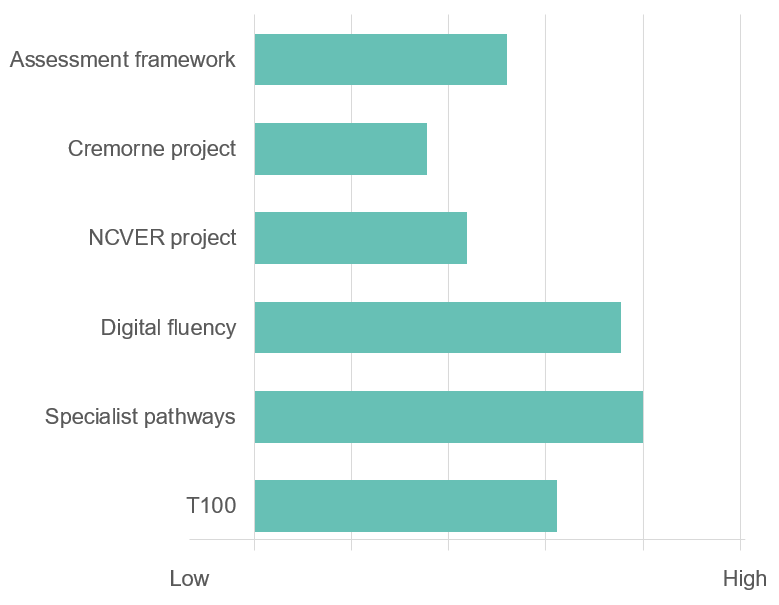 Assessment framework
Cremorne project
NCVER project
Digital fluency
Specialist pathways
T100
Low High